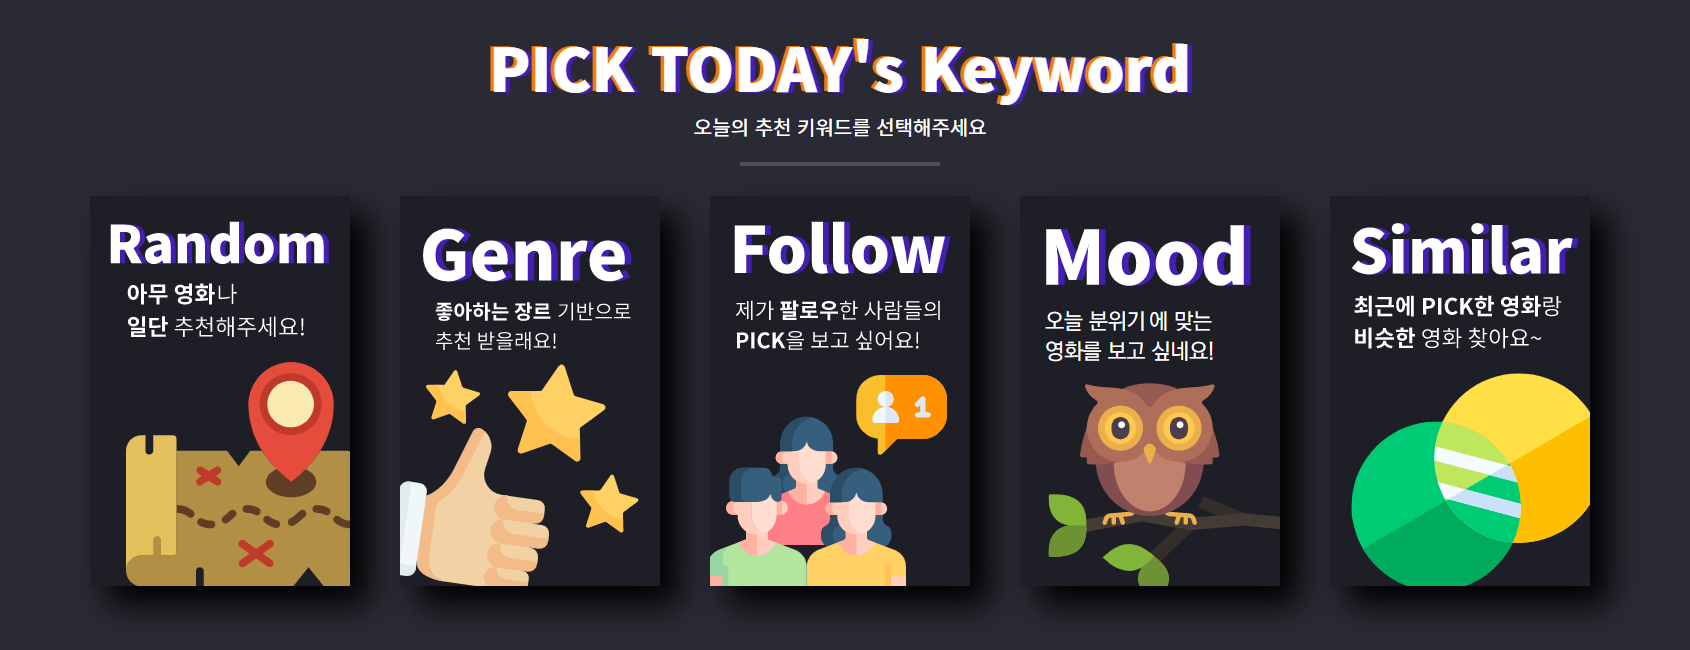 PICK TODAY's Keyword
오늘의 추천 키워드를 선택해주세요
Random
아무 영화나
일단 추천해주세요!
Genre
좋아하는 장르 기반으로
추천 받을래요!
Follow
제가 팔로우한 사람들의
PICK을 보고 싶어요!
1
Mood
오늘 분위기 에 맞는
영화를 보고 싶네요!
Similar
최근에 PICK한 영화랑
비슷한 영화 찾아요~